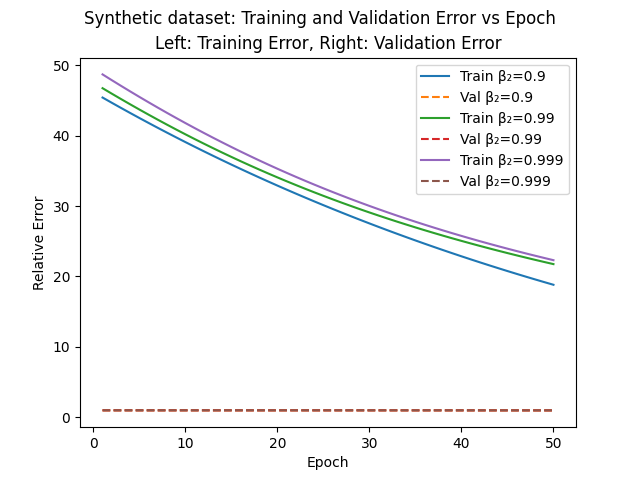 Synthetic dataset: Training and Validation Error vs Epoch
Left: Training Error, Right: Validation Error
50
40
30
20
10
0
Relative Error
Train β₂=0.9
Val β₂=0.9
Train β₂=0.99
Val β₂=0.99
Train β₂=0.999
Val β₂=0.999
0 10 20 30 40 50
Epoch